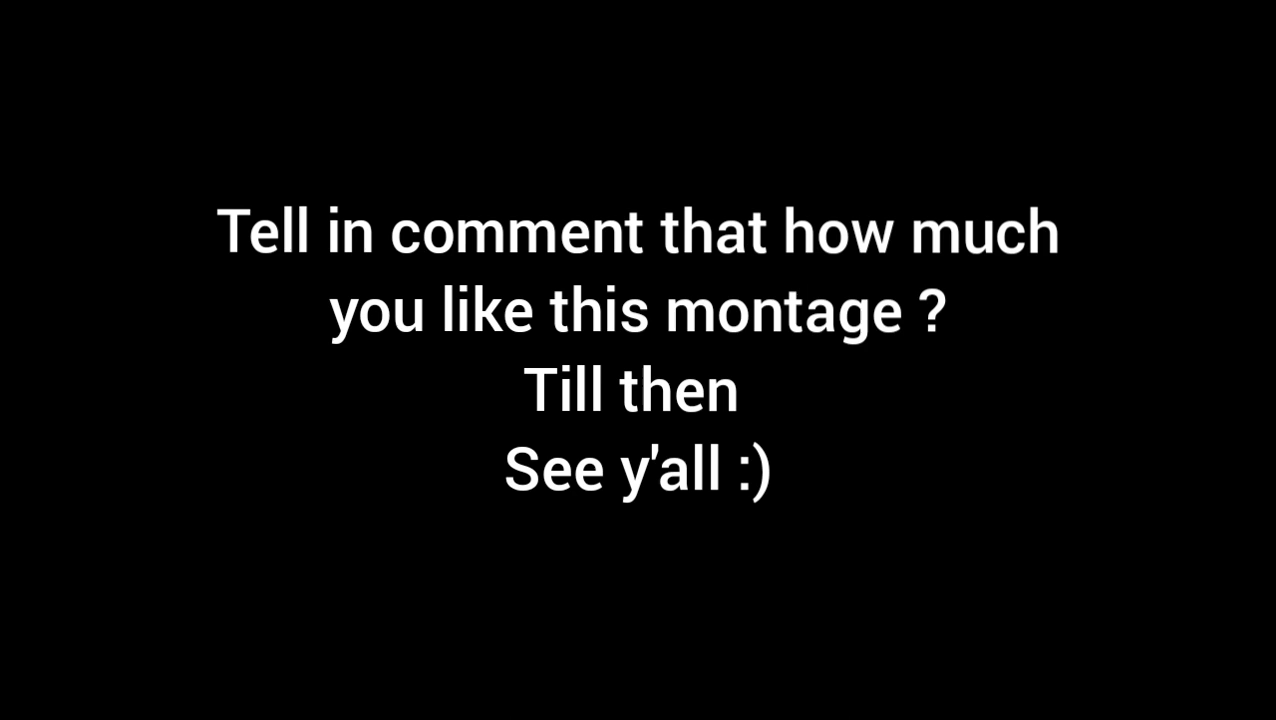 Tell in comment that how much
you like this montage ?
Till then
See y'all :)